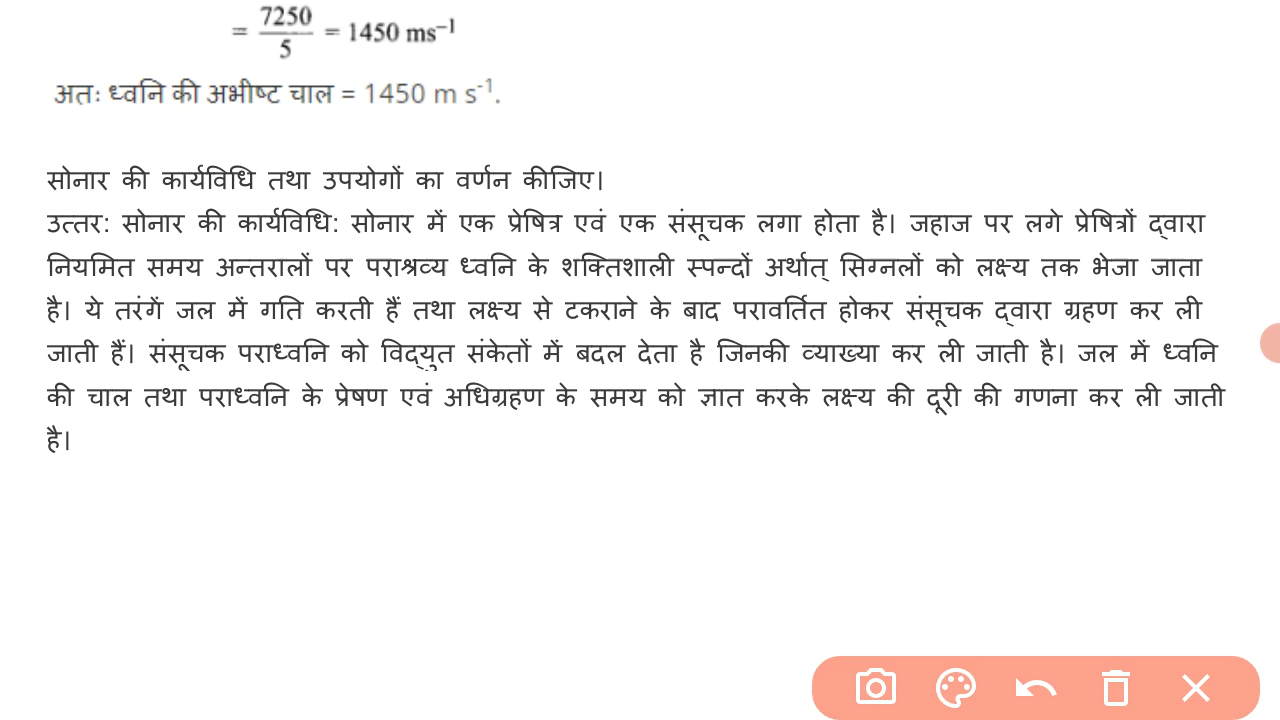 = 7250/5 = 1450 ms⁻¹
अतः ध्वनि की अभीष्ट चाल = 1450 m s⁻¹.
सोनार की कार्यविधि तथा उपयोगों का वर्णन कीजिए।
उत्तर: सोनार की कार्यविधि: सोनार में एक प्रेषित्र एवं एक संसूचक लगा होता है। जहाज पर लगे प्रेषित्रों द्वारा
नियमित समय अन्तरालों पर पराश्रव्य ध्वनि के शक्तिशाली स्पन्दों अर्थात् सिग्नलों को लक्ष्य तक भेजा जाता
है। ये तरंगें जल में गति करती हैं तथा लक्ष्य से टकराने के बाद परावर्तित होकर संसूचक द्वारा ग्रहण कर ली
जाती हैं। संसूचक पराध्वनि को विद्युत संकेतों में बदल देता है जिनकी व्याख्या कर ली जाती है। जल में ध्वनि
की चाल तथा पराध्वनि के प्रेषण एवं अधिग्रहण के समय को ज्ञात करके लक्ष्य की दूरी की गणना कर ली जाती
है।